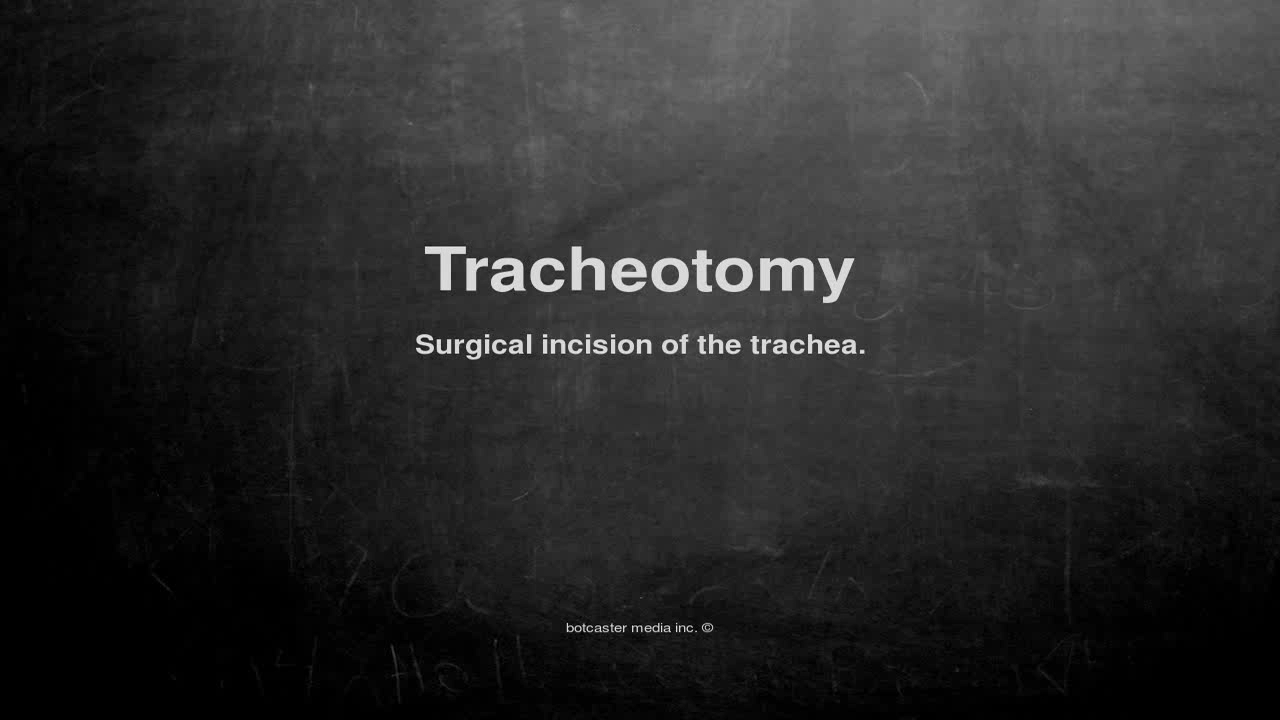 Tracheotomy
Surgical incision of the trachea.
botcaster media inc. ©